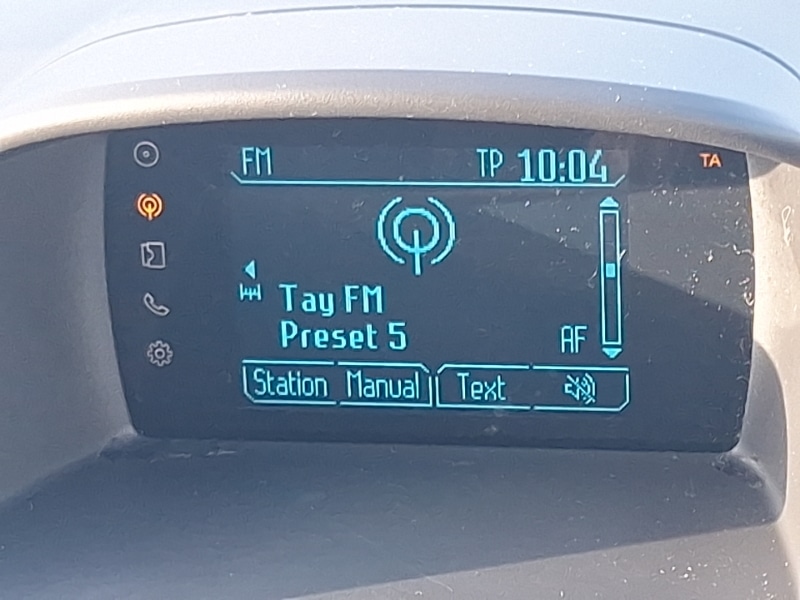 FM TP 10:04 TA
Tay FM
Preset 5 AF
Station Manual Text